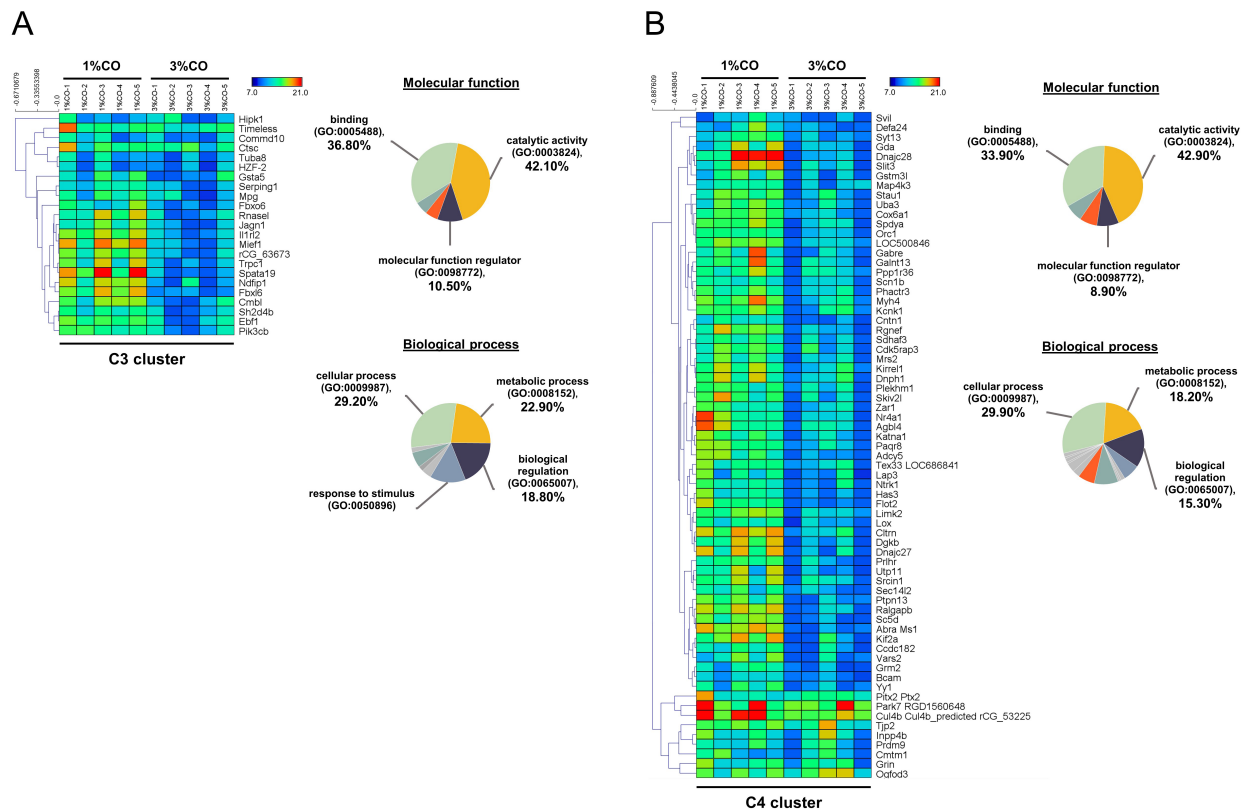 A
1%CO
3%CO
-0.6710679
-0.33553398
-0.0
1%CO-1
1%CO-2
1%CO-3
1%CO-4
1%CO-5
3%CO-1
3%CO-2
3%CO-3
3%CO-4
3%CO-5
7.0
21.0
Hipk1
Timeless
Commd10
Ctsc
Tuba8
HZF-2
Gsta5
Serping1
Mpg
Fbxo6
Rnasel
Jagn1
Il1rl2
Mief1
rCG_63673
Trpc1
Spata19
Ndfip1
Fbxl6
Cmbl
Sh2d4b
Ebf1
Pik3cb
C3 cluster
Molecular function
binding
(GO:0005488),
36.80%
catalytic activity
(GO:0003824),
42.10%
molecular function regulator
(GO:0098772),
10.50%
Biological process
cellular process
(GO:0009987)
29.20%
metabolic process
(GO:0008152),
22.90%
biological
regulation
(GO:0065007),
18.80%
response to stimulus
(GO:0050896)
B
1%CO
3%CO
-0.887609
-0.4438045
-0.0
1%CO-1
1%CO-2
1%CO-3
1%CO-4
1%CO-5
3%CO-1
3%CO-2
3%CO-3
3%CO-4
3%CO-5
7.0
21.0
Svil
Defa24
Syt13
Gda
Dnajc28
Slit3
Gstm3l
Map4k3
Stau1
Uba3
Cox6a1
Spdya
Orc1
LOC500846
Gabre
Galnt13
Ppp1r36
Scn1b
Phactr3
Myh4
Kcnk1
Cntn1
Rgnef
Sdhaf3
Cdk5rap3
Mrs2
Kirrel1
Dnph1
Plekhm1
Skiv2l
Zar1
Nr4a1
Agbl4
Katna1
Paqr8
Adcy5
Tex33 LOC686841
Lap3
Ntrk1
Has3
Flot2
Limk2
Lox
Cltrn
Dgkb
Dnajc27
Prlhr
Utp11
Srcin1
Sec14l2
Ptpn13
Ralgapb
Sc5d
Abra Ms1
Kif2a
Ccdc182
Vars2
Grm2
Bcam
Yy1
Pitx2 Ptx2
Park7 RGD1560648
Cul4b Cul4b_predicted rCG_53225
Tjp2
Inpp4b
Prdm9
Cmtm1
Grin
Ogfod3
C4 cluster
Molecular function
binding
(GO:0005488),
33.90%
catalytic activity
(GO:0003824),
42.90%
molecular function regulator
(GO:0098772),
8.90%
Biological process
cellular process
(GO:0009987)
29.90%
metabolic process
(GO:0008152)
18.20%
biological
regulation
(GO:0065007),
15.30%